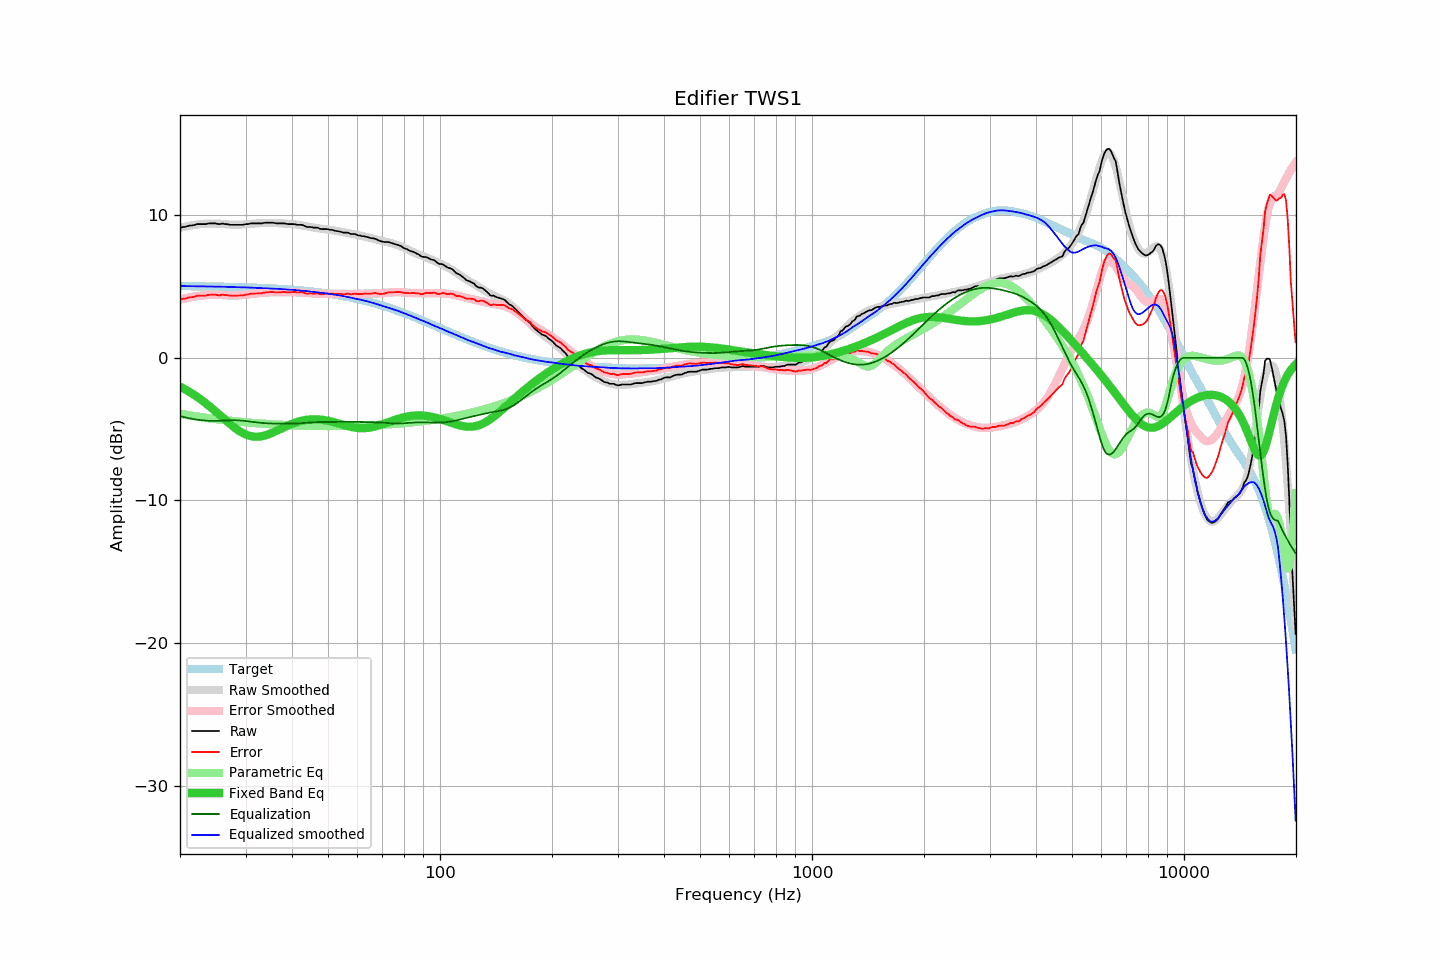 Edifier TWS1
10
0
−10
−20
−30
Amplitude (dBr)
Target
Raw Smoothed
Error Smoothed
Raw
Error
Parametric Eq
Fixed Band Eq
Equalization
Equalized smoothed
100
1000
10000
Frequency (Hz)